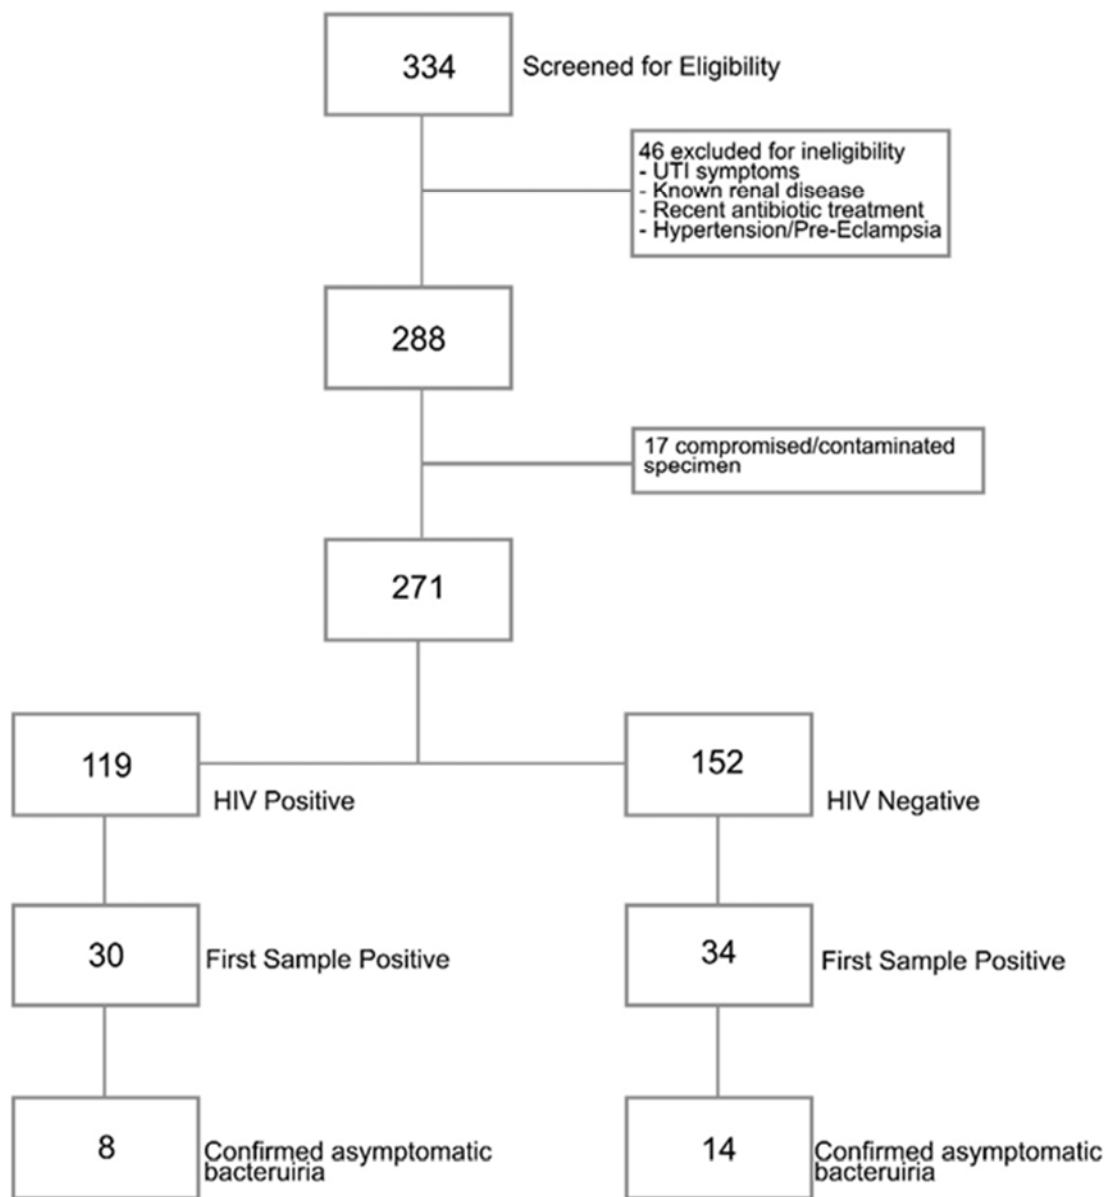 334
Screened for Eligibility
46 excluded for ineligibility
- UTI symptoms
- Known renal disease
- Recent antibiotic treatment
- Hypertension/Pre-Eclampsia
288
17 compromised/contaminated
specimen
271
119
HIV Positive
152
HIV Negative
30
First Sample Positive
34
First Sample Positive
8
Confirmed asymptomatic
bacteruiria
14
Confirmed asymptomatic
bacteruiria